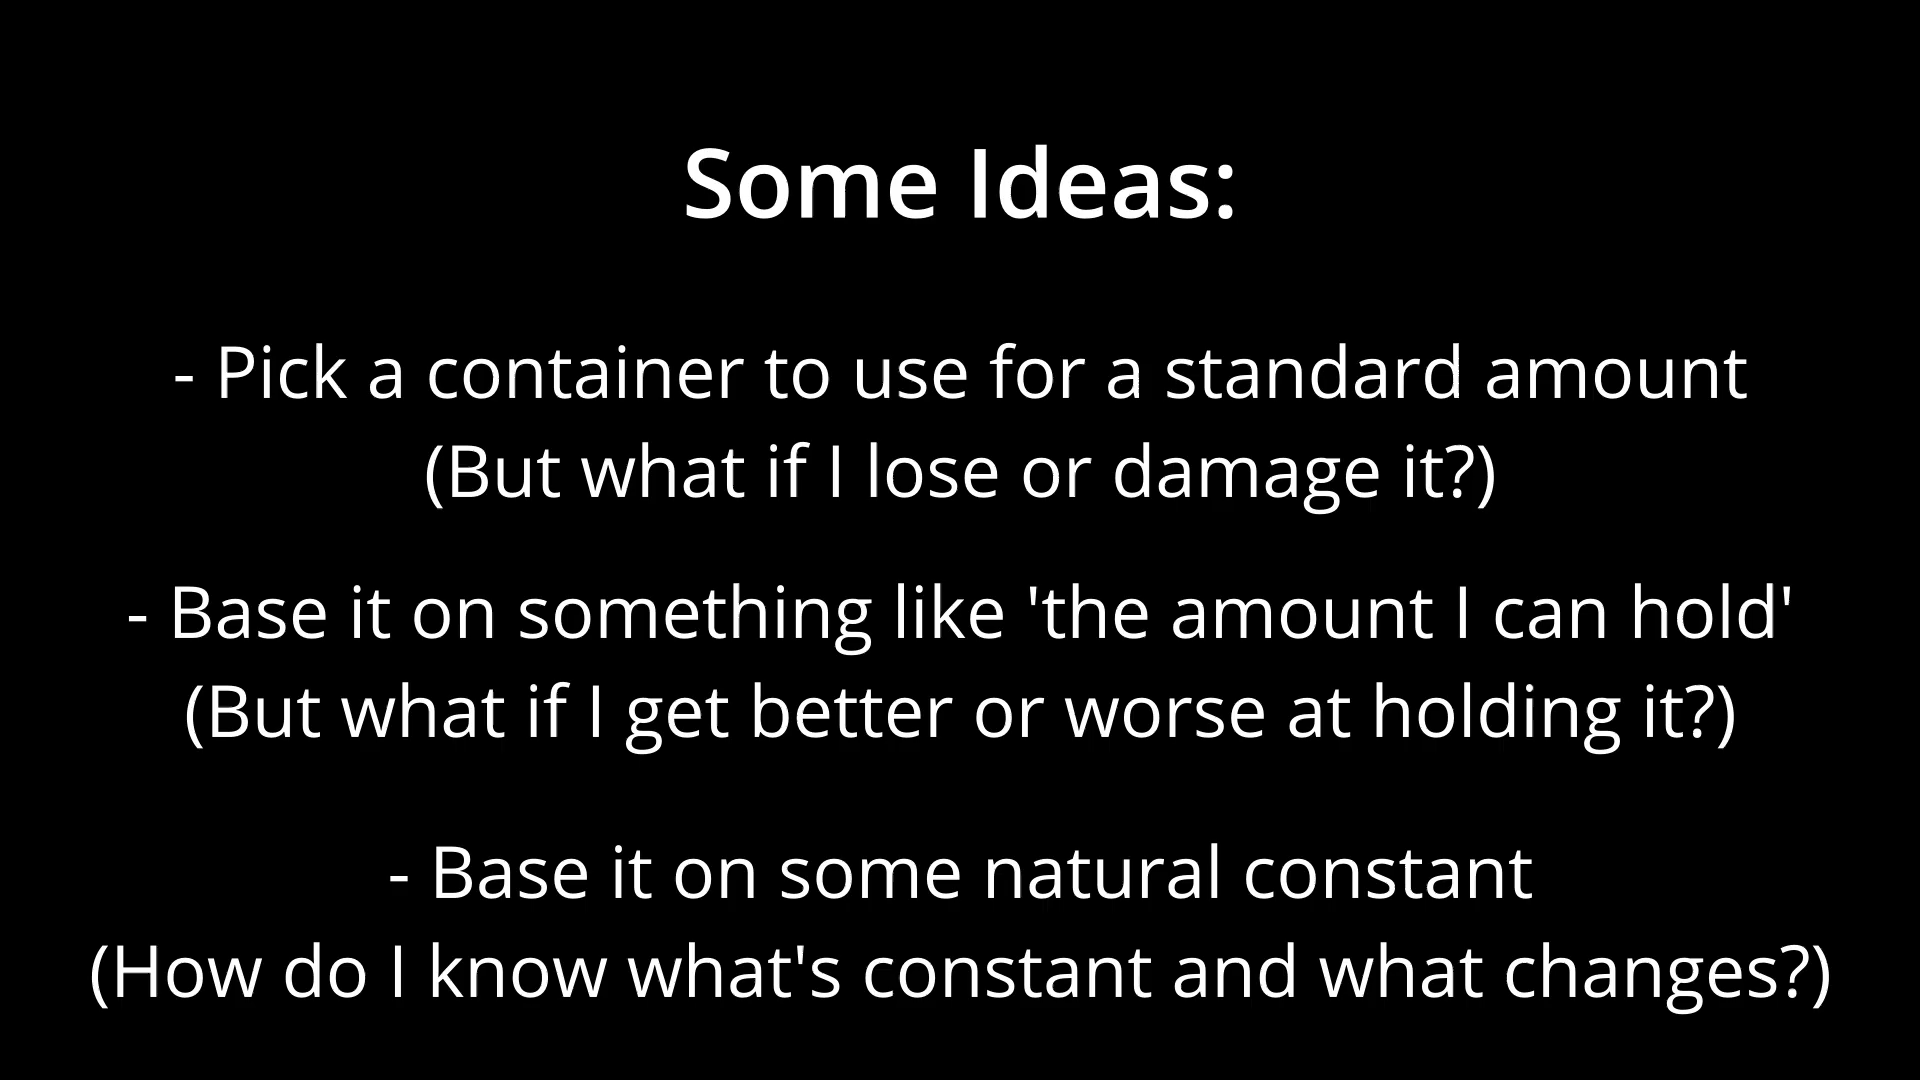 Some Ideas:
- Pick a container to use for a standard amount
(But what if I lose or damage it?)
- Base it on something like 'the amount I can hold'
(But what if I get better or worse at holding it?)
- Base it on some natural constant
(How do I know what's constant and what changes?)